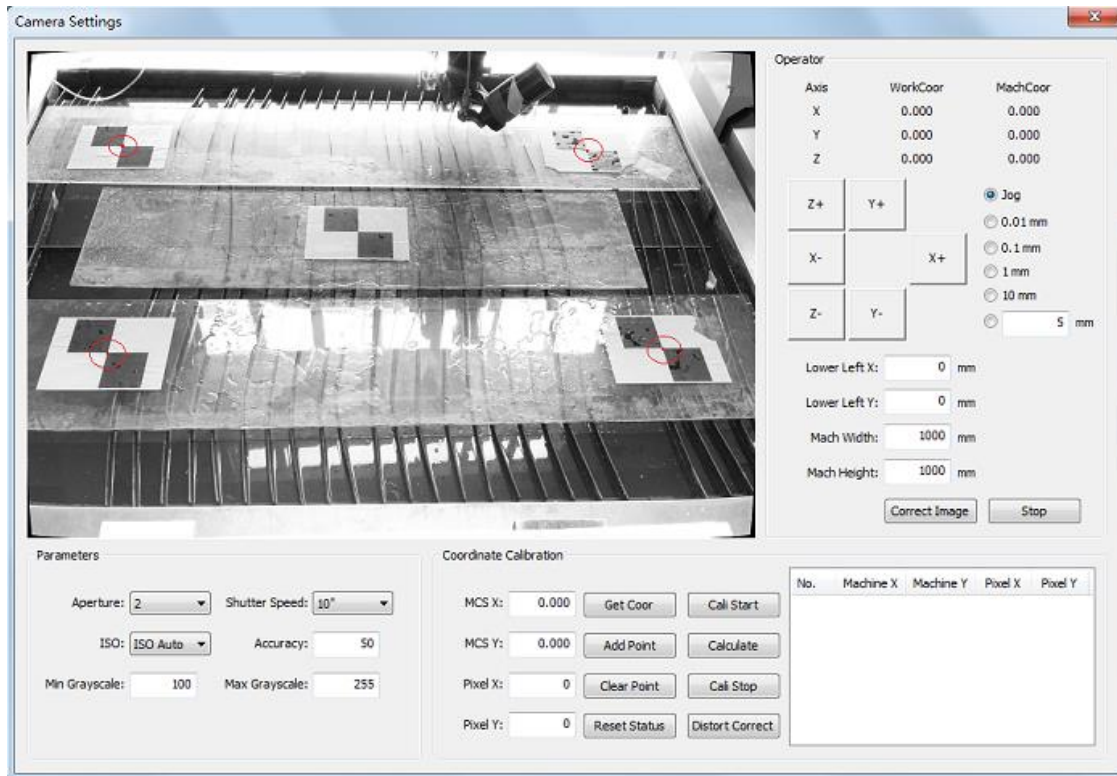 Camera Settings
Operator
Axis WorkCoor MachCoor
X 0.000 0.000
Y 0.000 0.000
Z 0.000 0.000
Z+ Y+
Jog
0.01 mm
X- X+
0.1 mm
1 mm
10 mm
Z- Y-
5 mm
Lower Left X: 0 mm
Lower Left Y: 0 mm
Mach Width: 1000 mm
Mach Height: 1000 mm
Correct Image Stop
Parameters
Aperture: 2 Shutter Speed: 10"
ISO: ISO Auto Accuracy: 50
Min Grayscale: 100 Max Grayscale: 255
Coordinate Calibration
MCS X: 0.000 Get Coor Cali Start
MCS Y: 0.000 Add Point Calculate
Pixel X: 0 Clear Point Cali Stop
Pixel Y: 0 Reset Status Distort Correct
No. Machine X Machine Y Pixel X Pixel Y